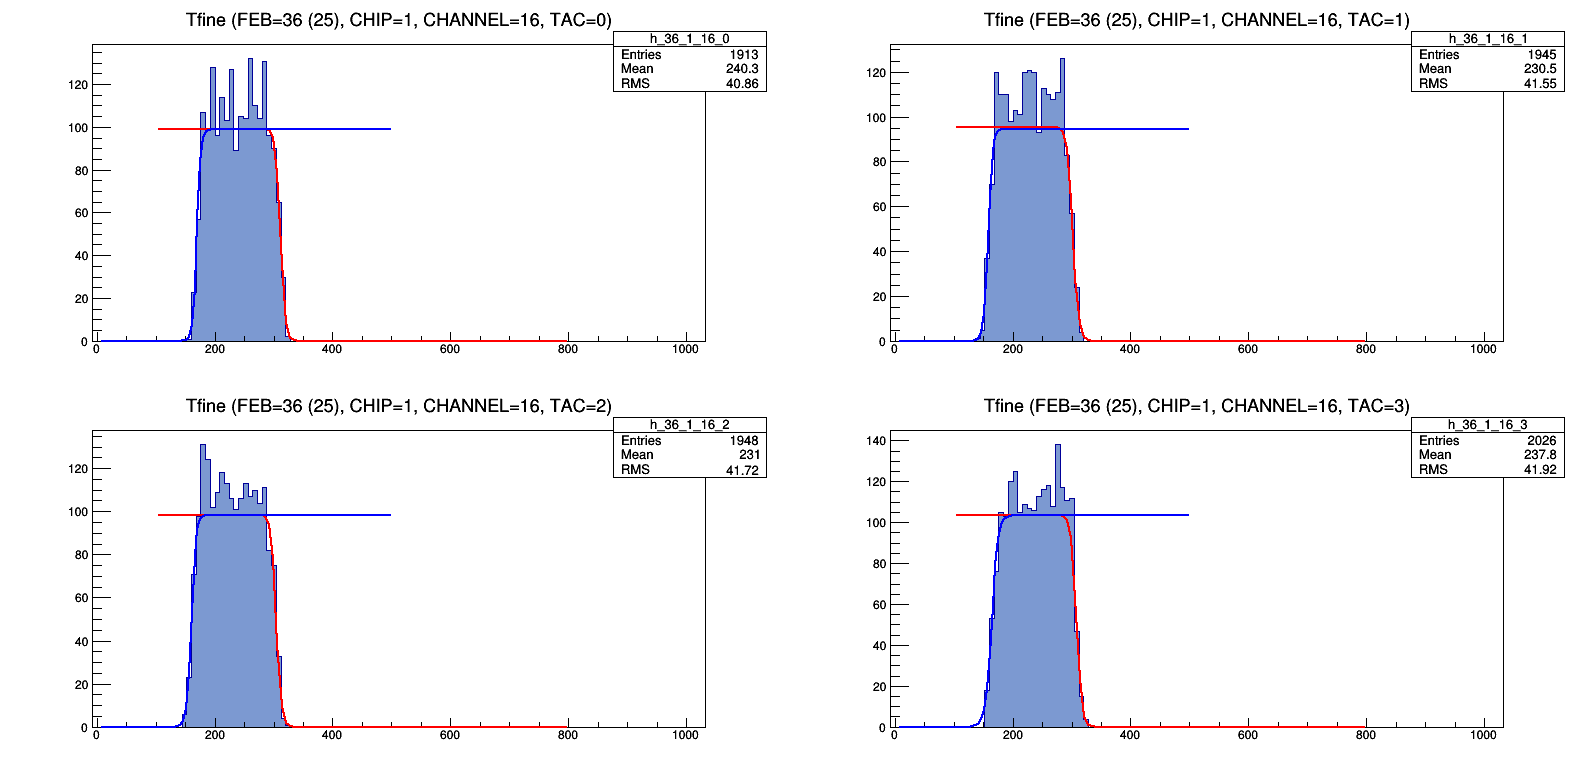 Tfine (FEB=36 (25), CHIP=1, CHANNEL=16, TAC=0)
h_36_1_16_0
Entries 1913
Mean 240.3
RMS 40.86
120
100
80
60
40
20
0
0 200 400 600 800 1000
Tfine (FEB=36 (25), CHIP=1, CHANNEL=16, TAC=1)
h_36_1_16_1
Entries 1945
Mean 230.5
RMS 41.55
120
100
80
60
40
20
0
0 200 400 600 800 1000
Tfine (FEB=36 (25), CHIP=1, CHANNEL=16, TAC=2)
h_36_1_16_2
Entries 1948
Mean 231
RMS 41.72
120
100
80
60
40
20
0
0 200 400 600 800 1000
Tfine (FEB=36 (25), CHIP=1, CHANNEL=16, TAC=3)
h_36_1_16_3
Entries 2026
Mean 237.8
RMS 41.92
140
120
100
80
60
40
20
0
0 200 400 600 800 1000